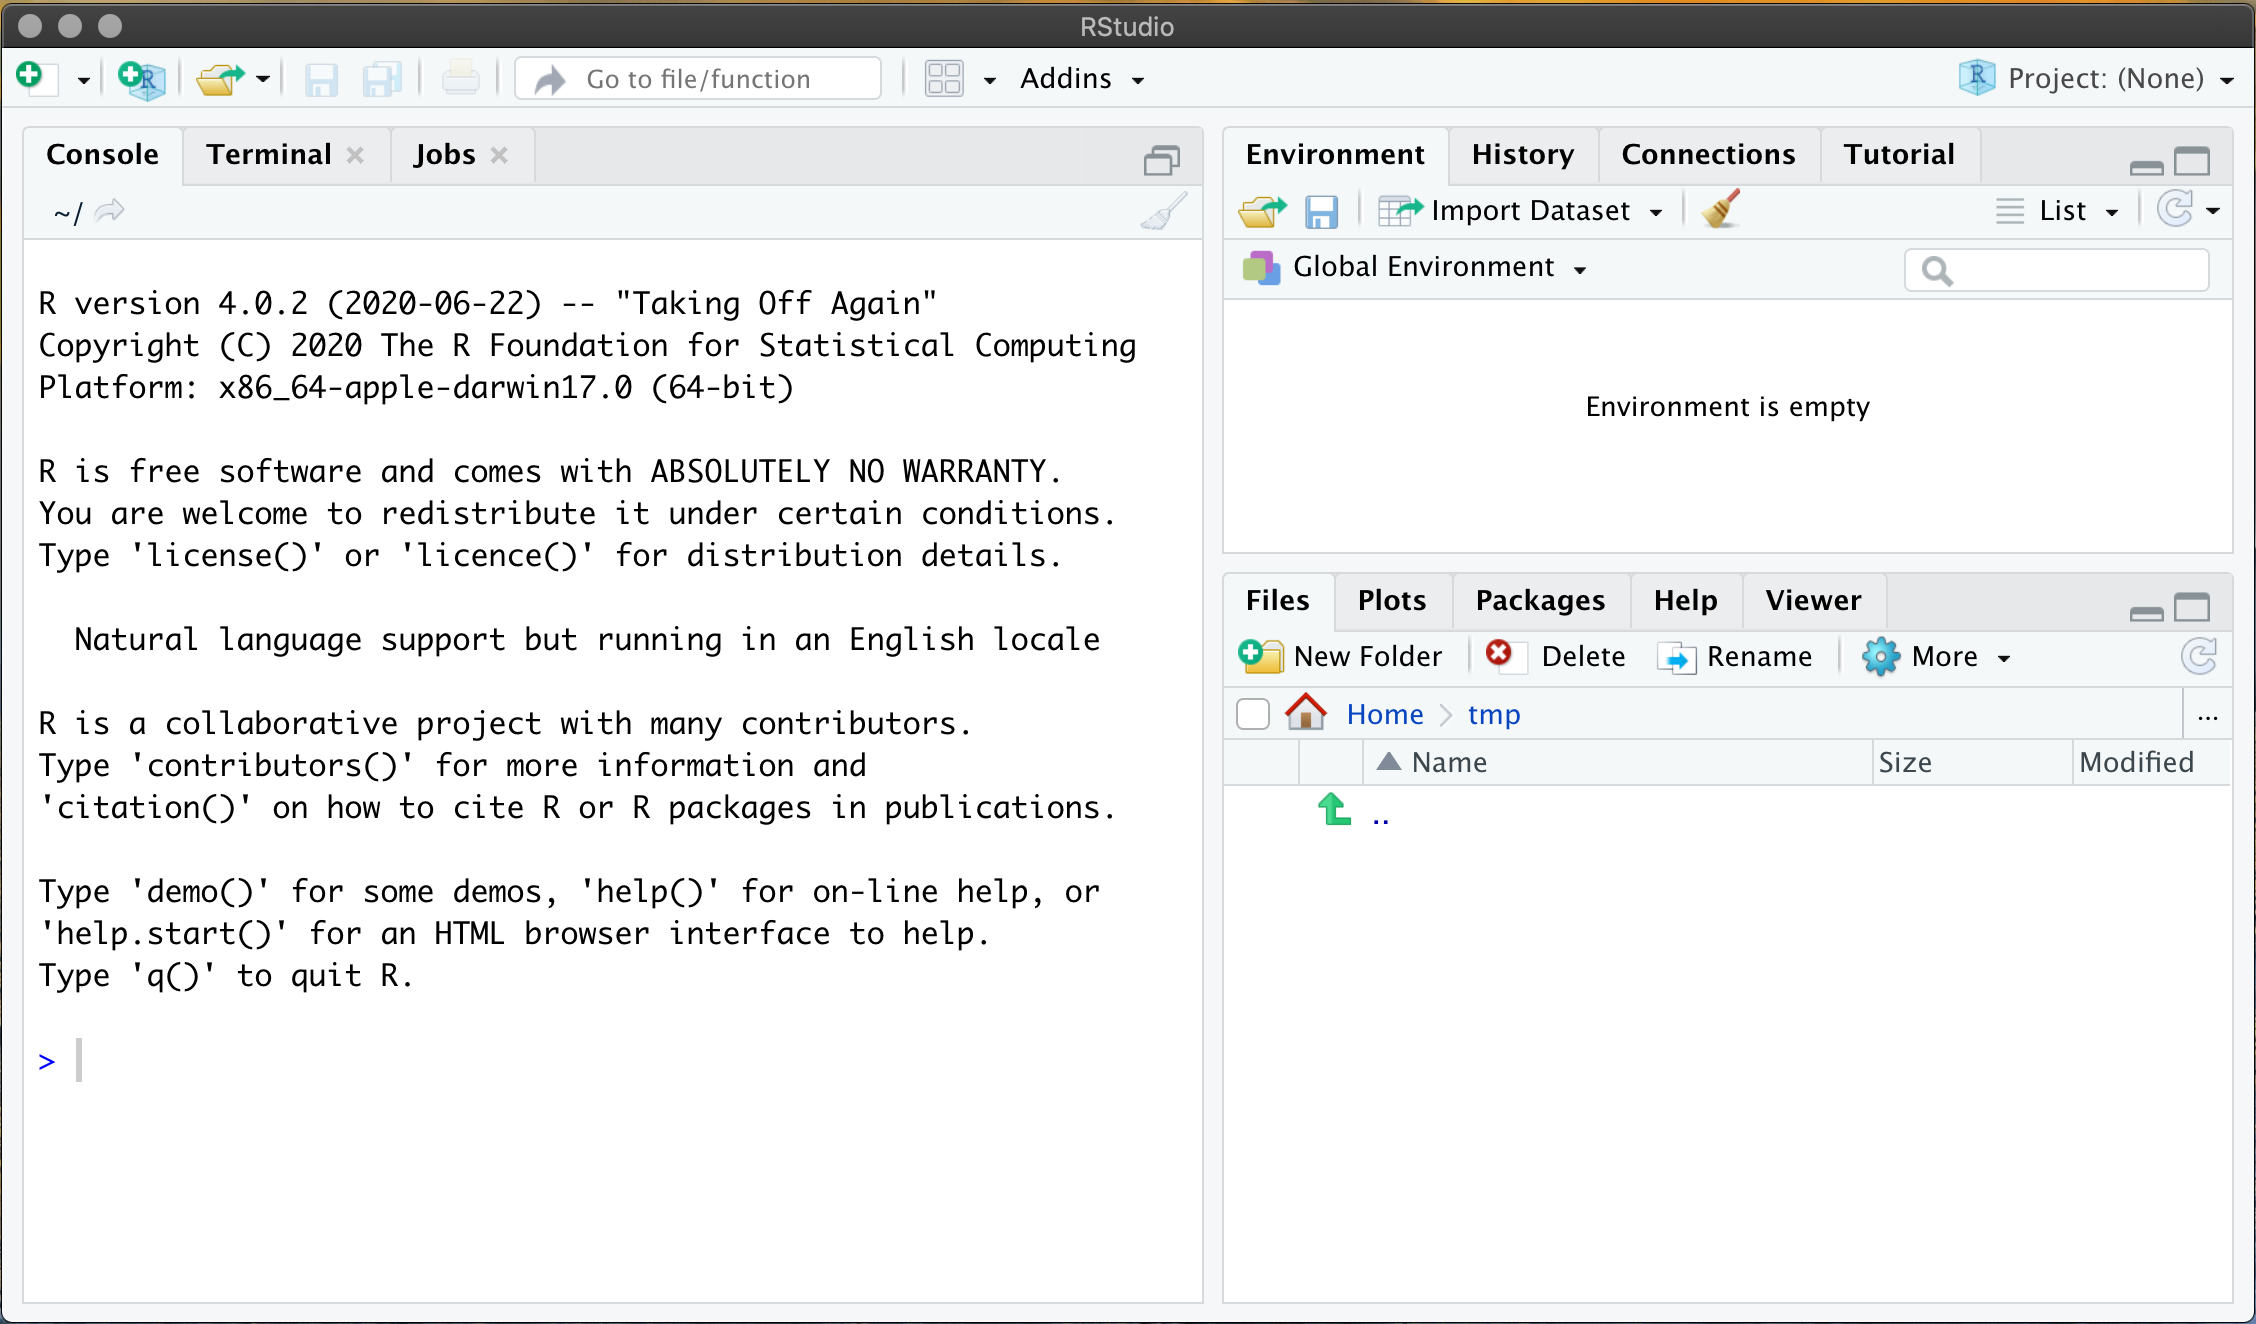 RStudio
Go to file/function
Addins
Project: (None)
Console
Terminal
Jobs
~/
R version 4.0.2 (2020-06-22) -- "Taking Off Again"
Copyright (C) 2020 The R Foundation for Statistical Computing
Platform: x86_64-apple-darwin17.0 (64-bit)
R is free software and comes with ABSOLUTELY NO WARRANTY.
You are welcome to redistribute it under certain conditions.
Type 'license()' or 'licence()' for distribution details.
Natural language support but running in an English locale
R is a collaborative project with many contributors.
Type 'contributors()' for more information and
'citation()' on how to cite R or R packages in publications.
Type 'demo()' for some demos, 'help()' for on-line help, or
'help.start()' for an HTML browser interface to help.
Type 'q()' to quit R.
>
Environment
History
Connections
Tutorial
Import Dataset
List
Global Environment
Environment is empty
Files
Plots
Packages
Help
Viewer
New Folder
Delete
Rename
More
Home
tmp
...
Name
Size
Modified
..